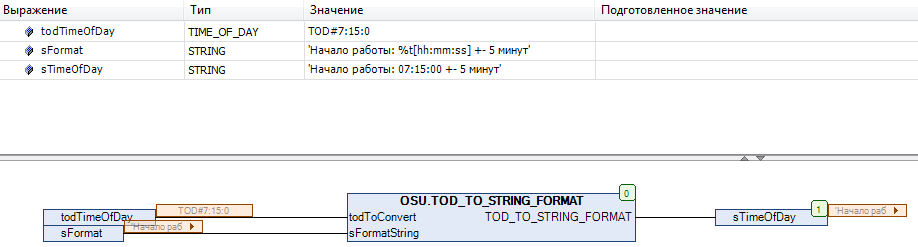 Выражение Тип Значение Подготовленное значение
todTimeOfDay TIME_OF_DAY TOD#7:15:0
sFormat STRING 'Начало работы: %t[hh:mm:ss] +- 5 минут'
sTimeOfDay STRING 'Начало работы: 07:15:00 +- 5 минут'
0
OSU.TOD_TO_STRING_FORMAT
todTimeOfDay TOD#7:15:0 todToConvert TOD_TO_STRING_FORMAT sTimeOfDay 1 'Начало раб
sFormat 'Начало раб sFormatString